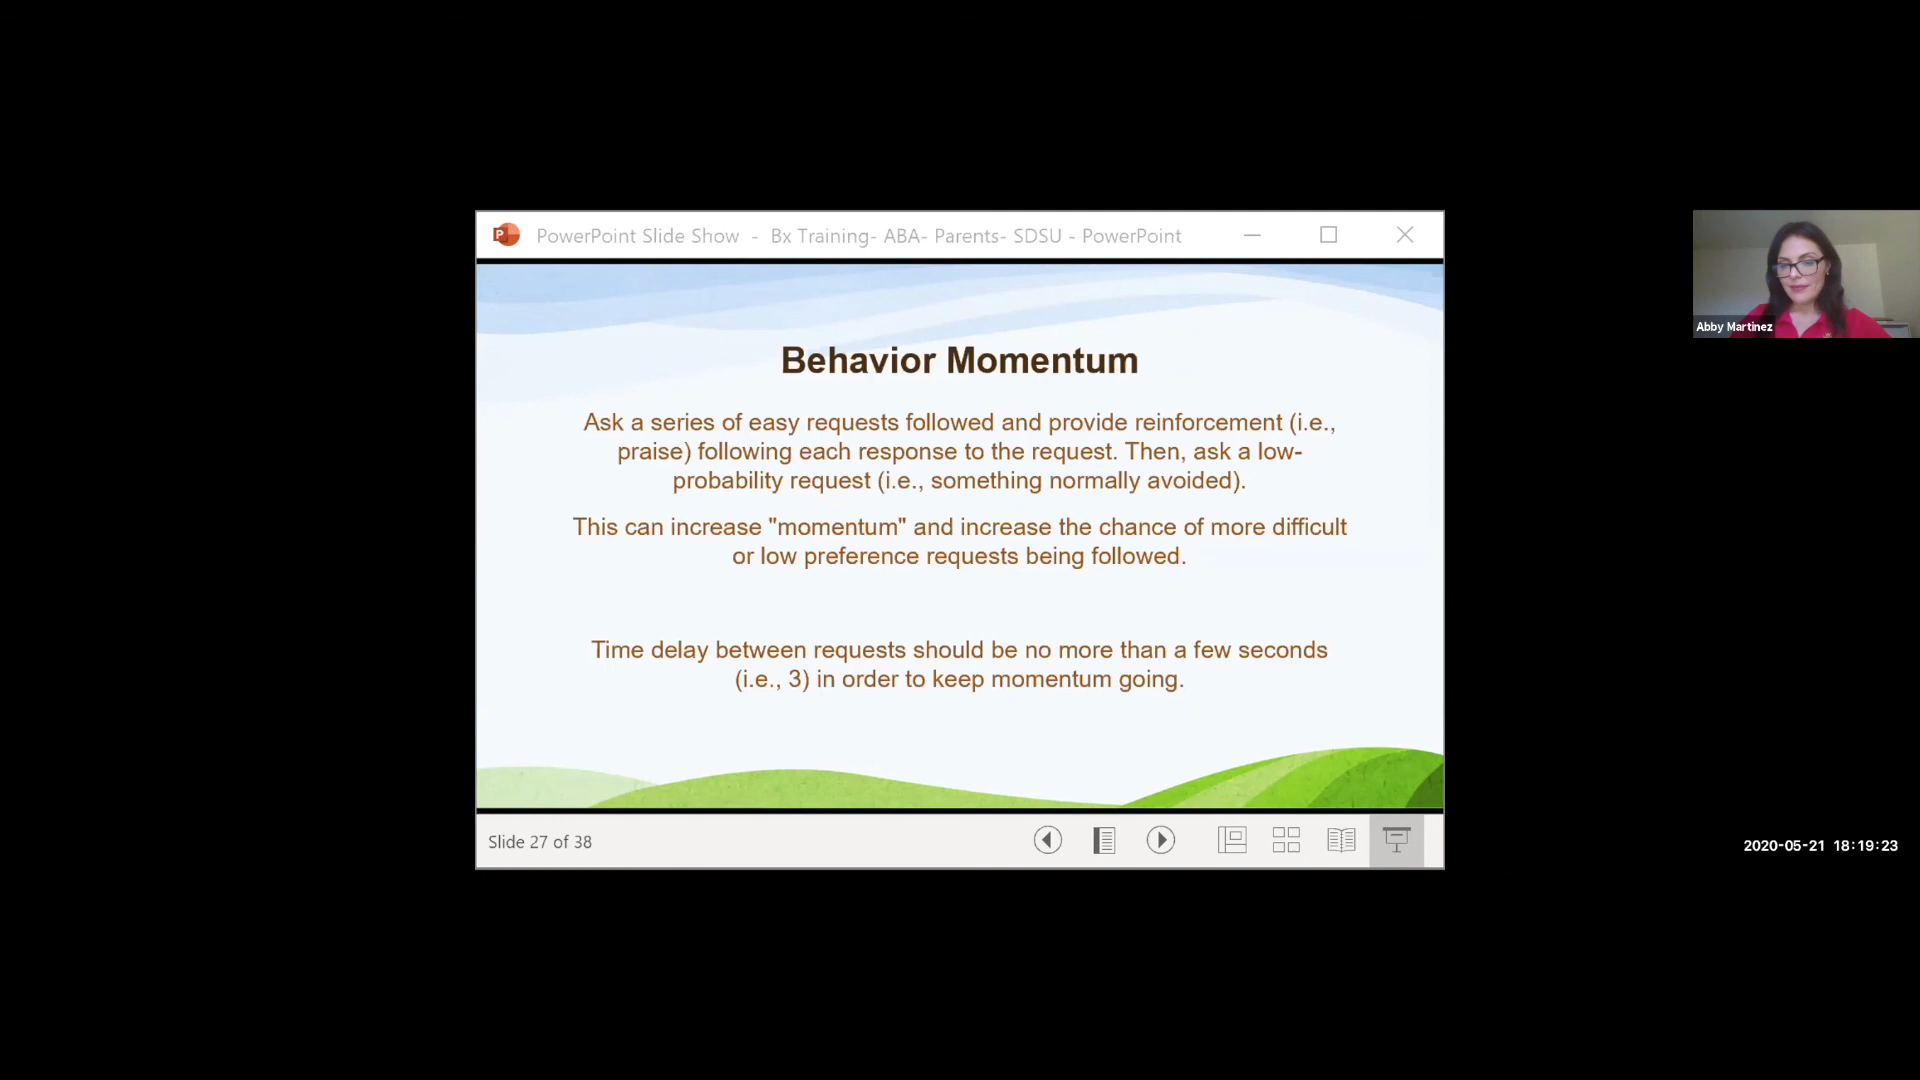 PowerPoint Slide Show - Bx Training- ABA- Parents- SDSU - PowerPoint
Behavior Momentum
Ask a series of easy requests followed and provide reinforcement (i.e.,
praise) following each response to the request. Then, ask a low-
probability request (i.e., something normally avoided).
This can increase "momentum" and increase the chance of more difficult
or low preference requests being followed.
Time delay between requests should be no more than a few seconds
(i.e., 3) in order to keep momentum going.
Slide 27 of 38
Abby Martinez
2020-05-21 18:19:23